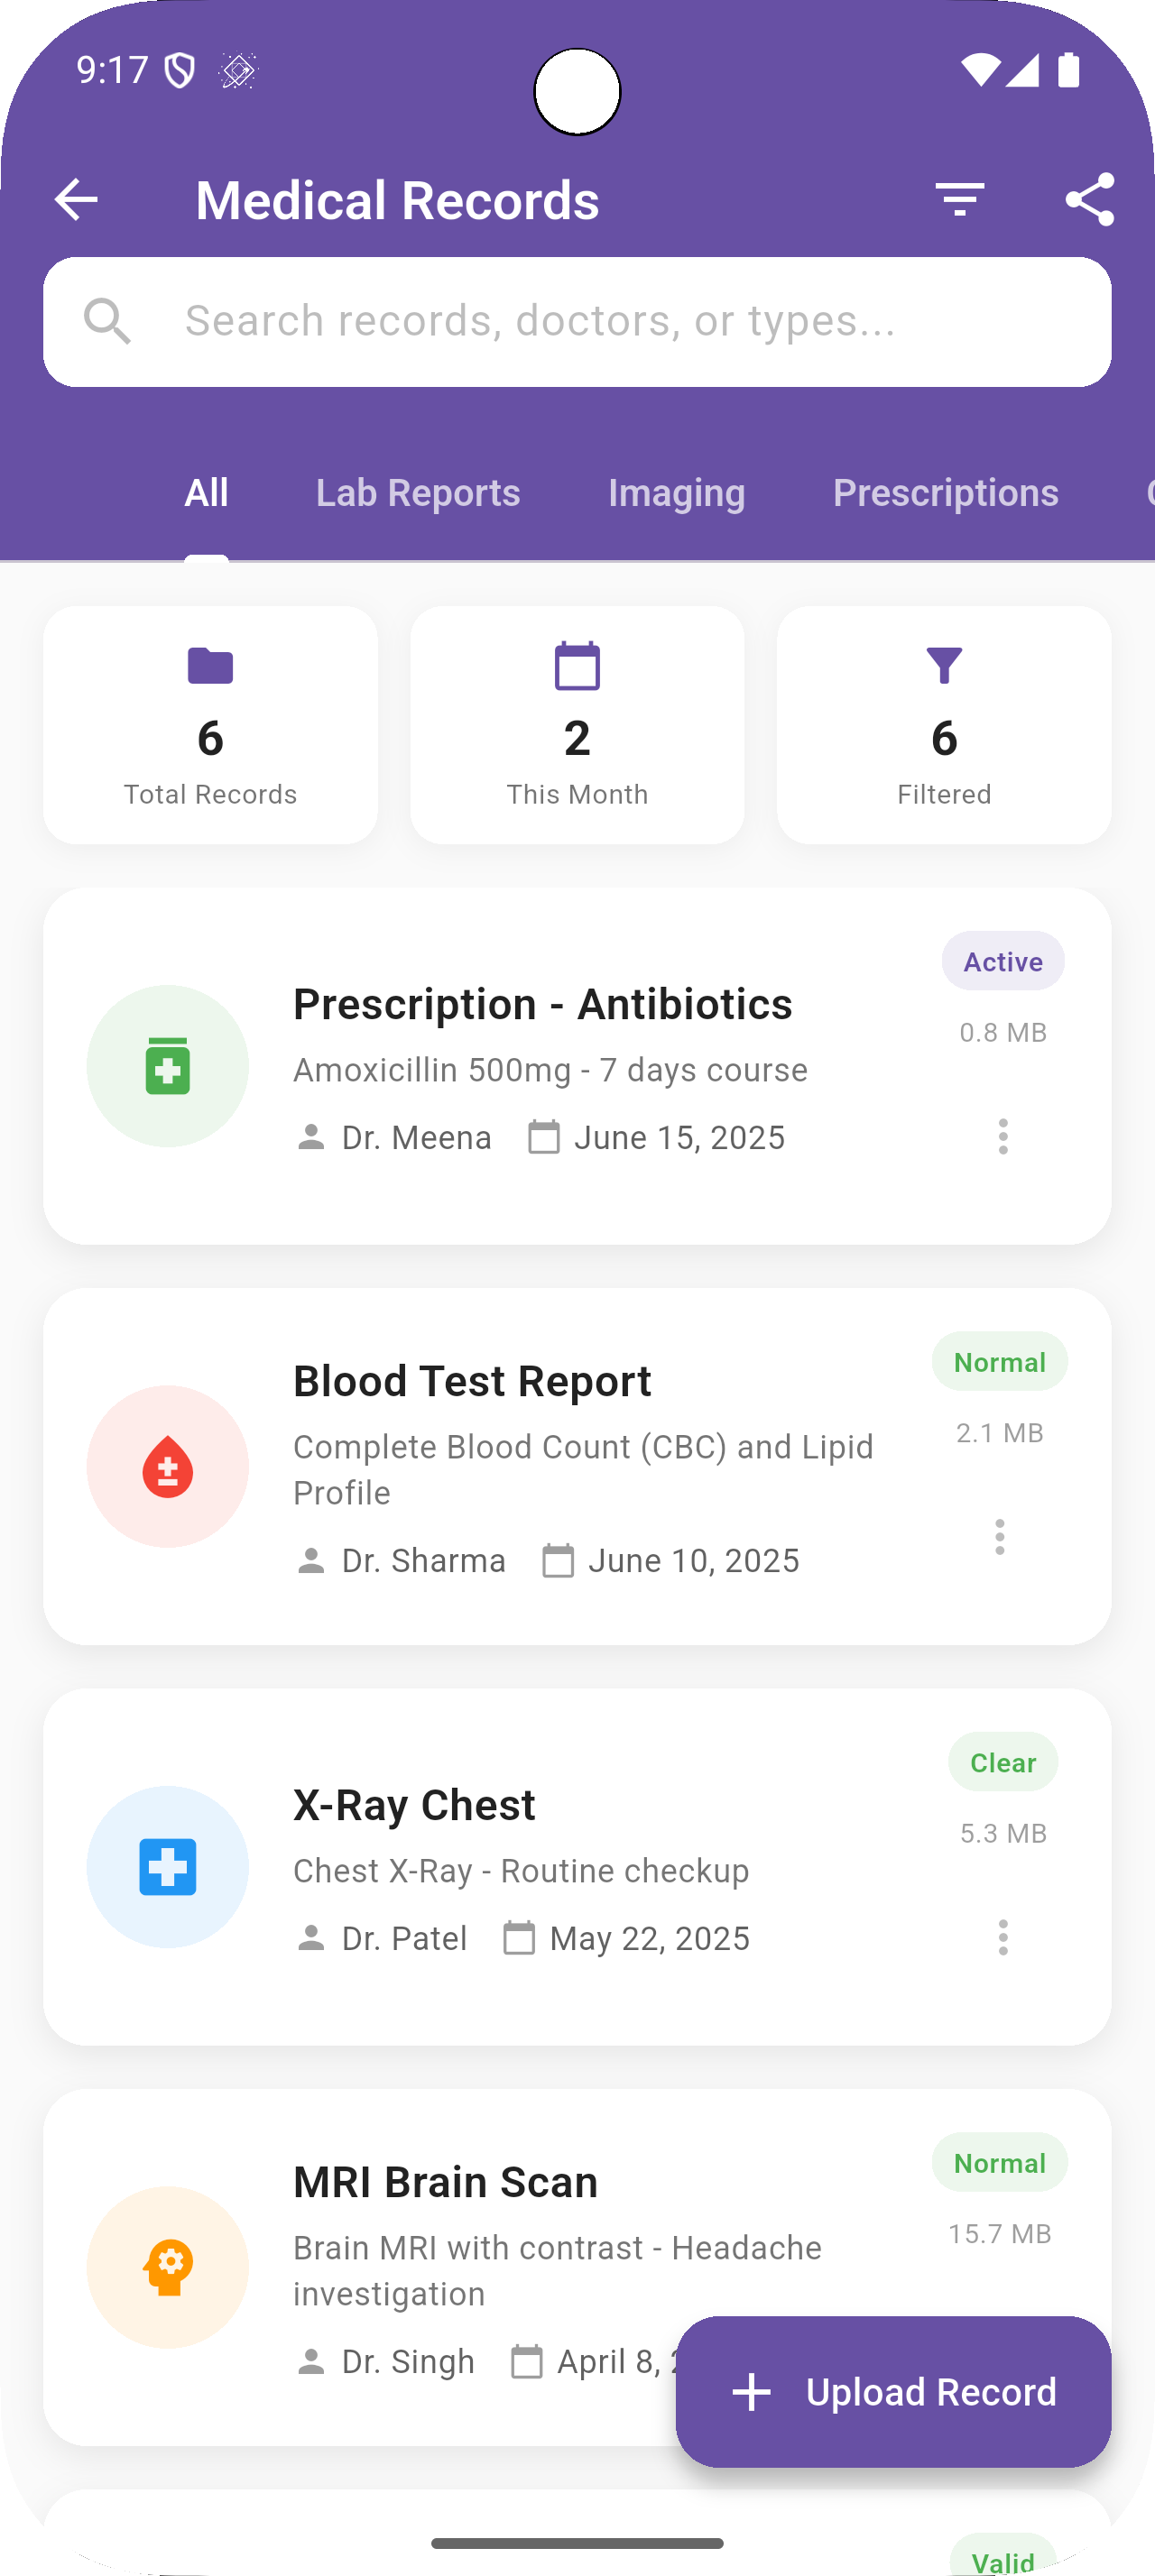 9:17
Medical Records
Search records, doctors, or types...
All Lab Reports Imaging Prescriptions
6 2 6
Total Records This Month Filtered
Active
Prescription - Antibiotics
0.8 MB
Amoxicillin 500mg - 7 days course
Dr. Meena June 15, 2025
Normal
Blood Test Report
2.1 MB
Complete Blood Count (CBC) and Lipid
Profile
Dr. Sharma June 10, 2025
Clear
X-Ray Chest
5.3 MB
Chest X-Ray - Routine checkup
Dr. Patel May 22, 2025
Normal
MRI Brain Scan
15.7 MB
Brain MRI with contrast - Headache
investigation
Dr. Singh April 8,
Upload Record
Valid